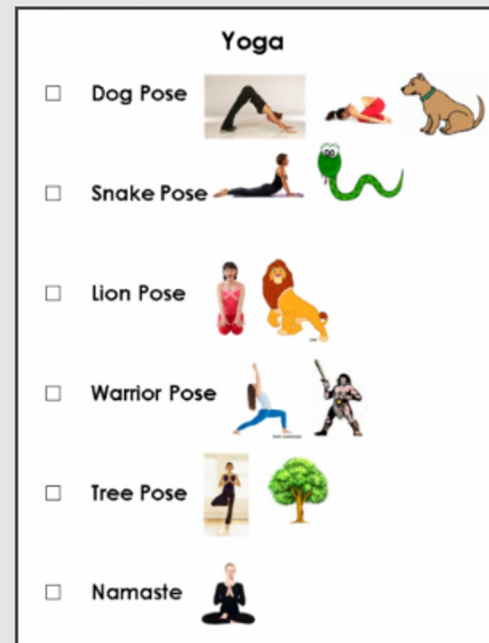 Yoga
Dog Pose
Snake Pose
Lion Pose
Warrior Pose
Tree Pose
Namaste